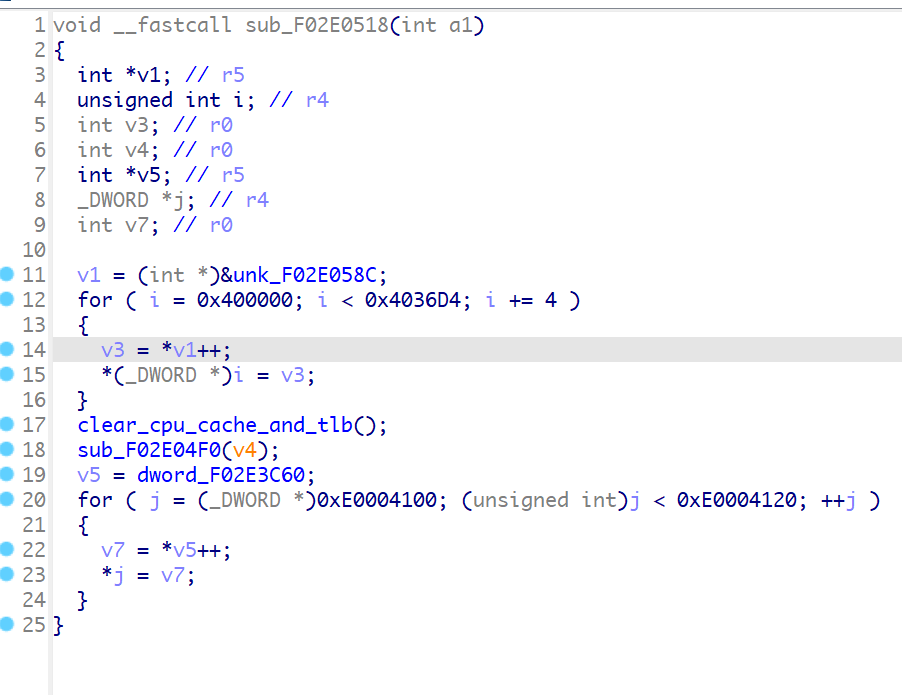 1 void __fastcall sub_F02E0518(int a1)
2 {
3   int *v1; // r5
4   unsigned int i; // r4
5   int v3; // r0
6   int v4; // r0
7   int *v5; // r5
8   _DWORD *j; // r4
9   int v7; // r0
10
11   v1 = (int *)&unk_F02E058C;
12   for ( i = 0x400000; i < 0x4036D4; i += 4 )
13   {
14     v3 = *v1++;
15     *(_DWORD *)i = v3;
16   }
17   clear_cpu_cache_and_tlb();
18   sub_F02E04F0(v4);
19   v5 = dword_F02E3C60;
20   for ( j = (_DWORD *)0xE0004100; (unsigned int)j < 0xE0004120; ++j )
21   {
22     v7 = *v5++;
23     *j = v7;
24   }
25 }